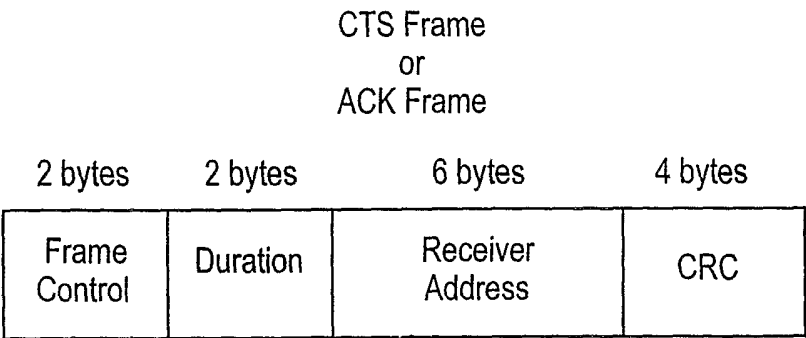 CTS Frame
or
ACK Frame
2 bytes 2 bytes 6 bytes 4 bytes
Frame Control
Duration
Receiver Address
CRC